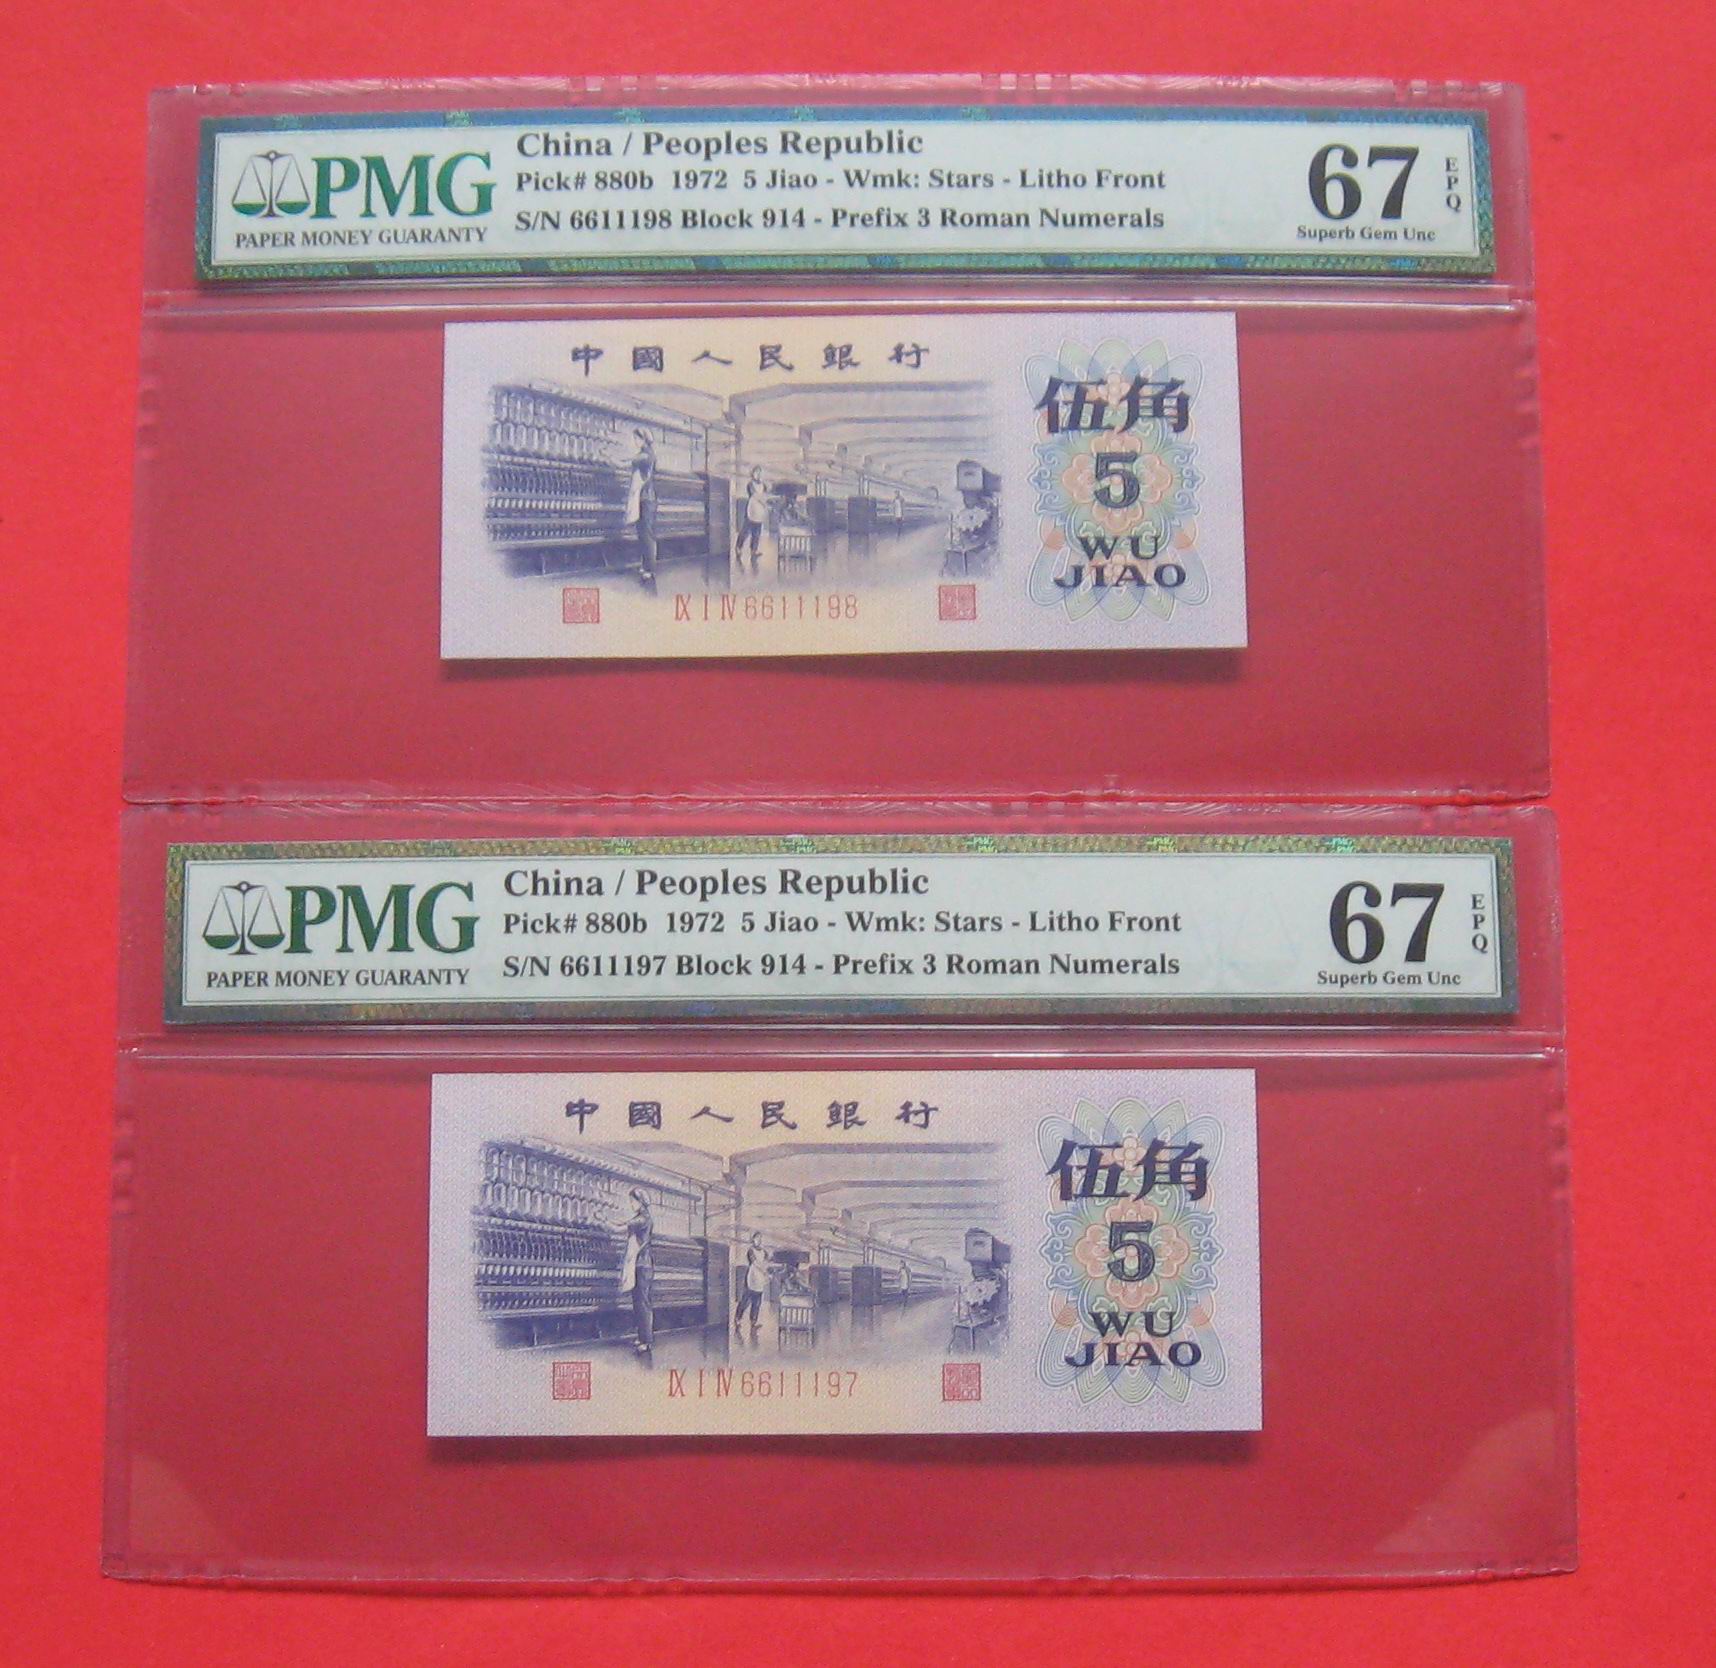 PMG
PAPER MONEY GUARANTY
China / Peoples Republic
Pick# 880b 1972 5 Jiao - Wmk: Stars - Litho Front
S/N 6611198 Block 914 - Prefix 3 Roman Numerals
67
EPQ
Superb Gem Unc
中國人民銀行
伍角
5
WU
JIAO
IX I IV 6611198
PMG
PAPER MONEY GUARANTY
China / Peoples Republic
Pick# 880b 1972 5 Jiao - Wmk: Stars - Litho Front
S/N 6611197 Block 914 - Prefix 3 Roman Numerals
67
EPQ
Superb Gem Unc
中國人民銀行
伍角
5
WU
JIAO
IX I IV 6611197